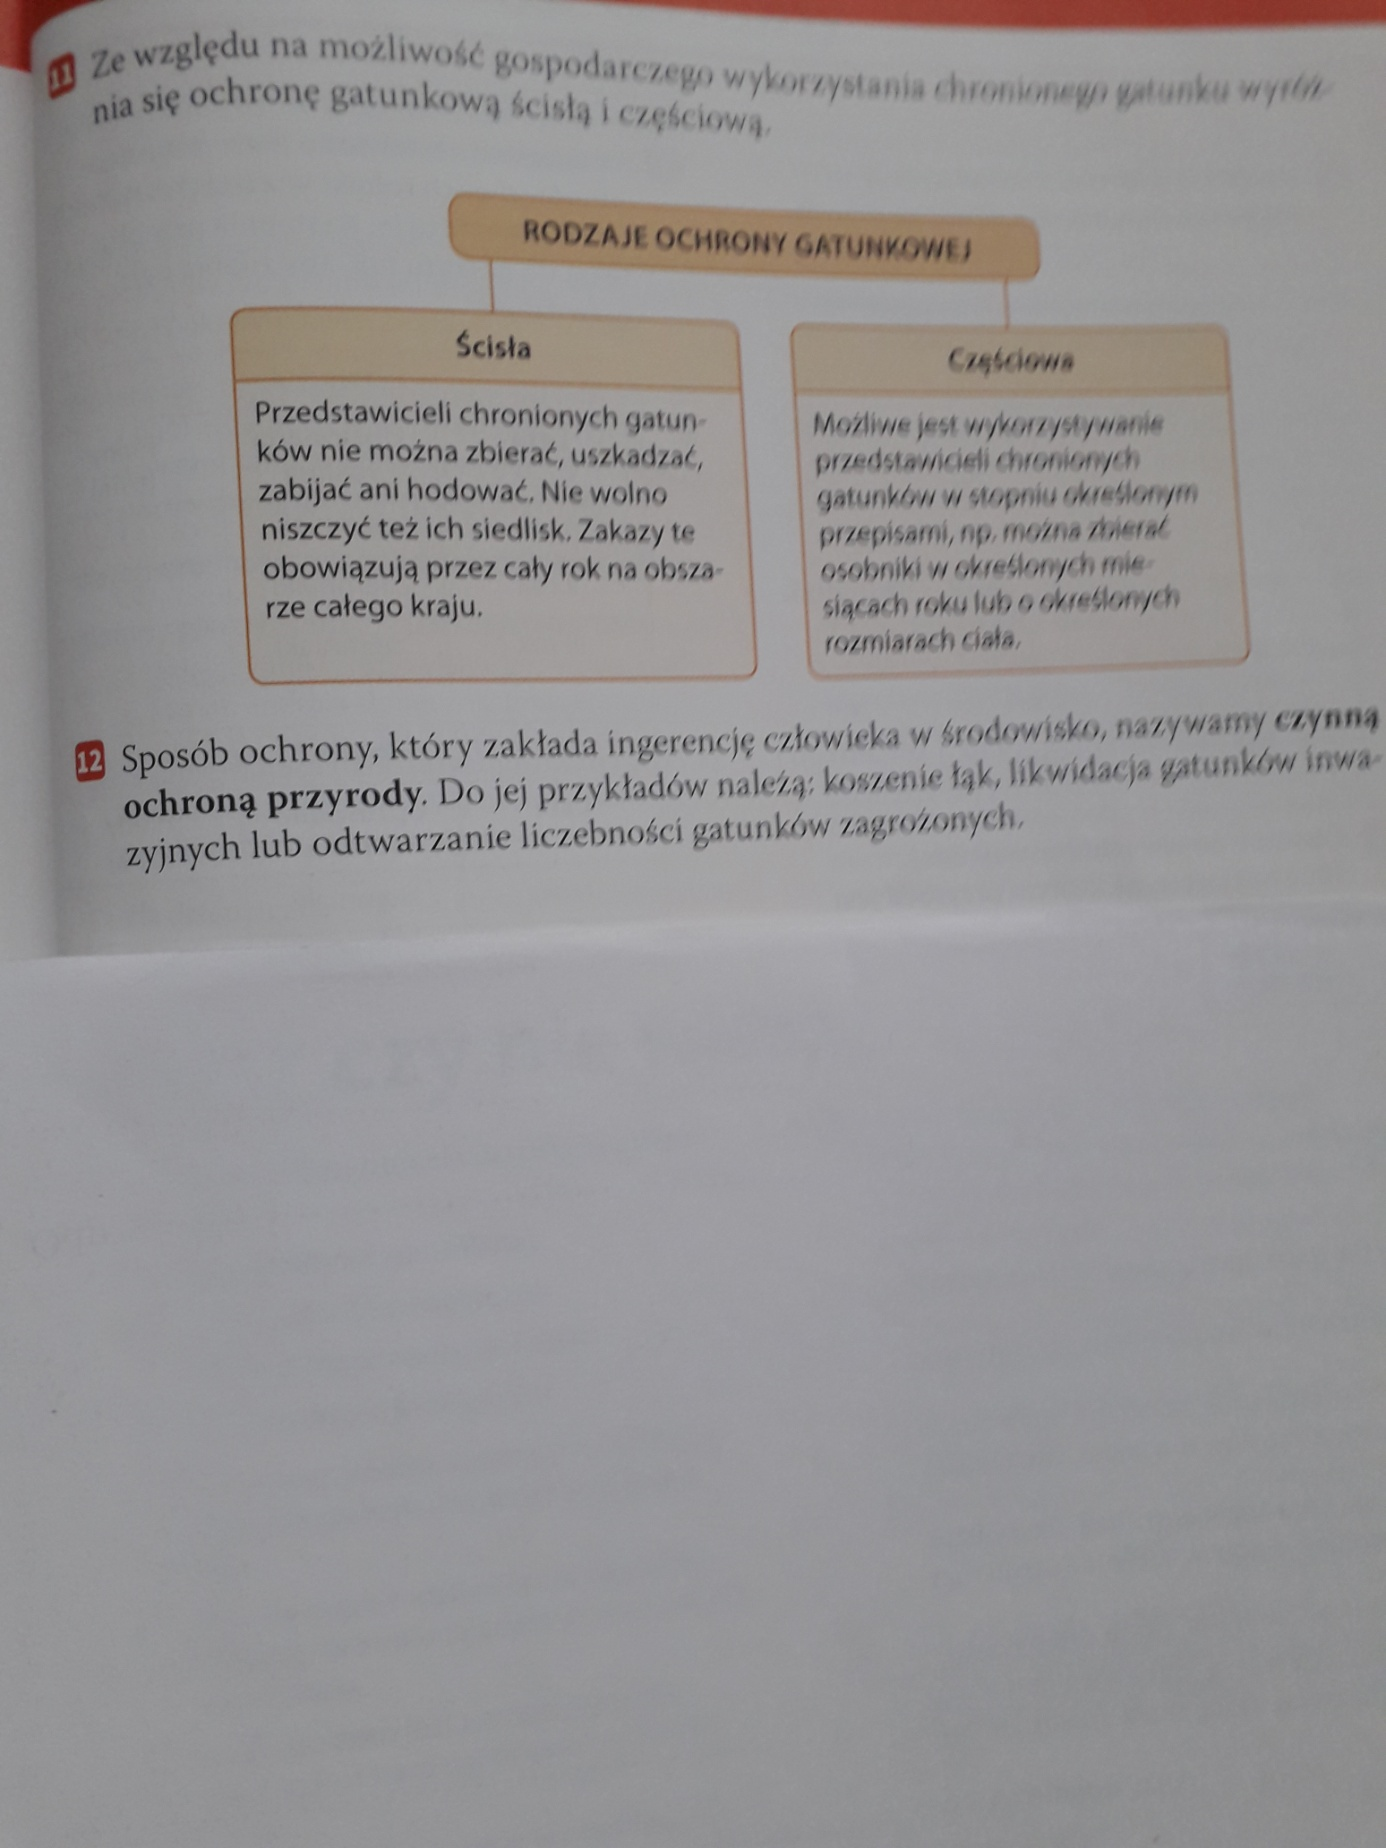 11 Ze względu na możliwość gospodarczego wykorzystania chronionego gatunku wyróż-
nia się ochronę gatunkową ścisłą i częściową.
RODZAJE OCHRONY GATUNKOWEJ
Ścisła
Przedstawicieli chronionych gatun-
ków nie można zbierać, uszkadzać,
zabijać ani hodować. Nie wolno
niszczyć też ich siedlisk. Zakazy te
obowiązują przez cały rok na obsza-
rze całego kraju.
Częściowa
Możliwe jest wykorzystywanie
przedstawicieli chronionych
gatunków w stopniu określonym
przepisami, np. można zbierać
osobniki w określonych mie-
siącach roku lub o określonych
rozmiarach ciała.
12 Sposób ochrony, który zakłada ingerencję człowieka w środowisko, nazywamy czynną
ochroną przyrody. Do jej przykładów należą: koszenie łąk, likwidacja gatunków inwa-
zyjnych lub odtwarzanie liczebności gatunków zagrożonych.